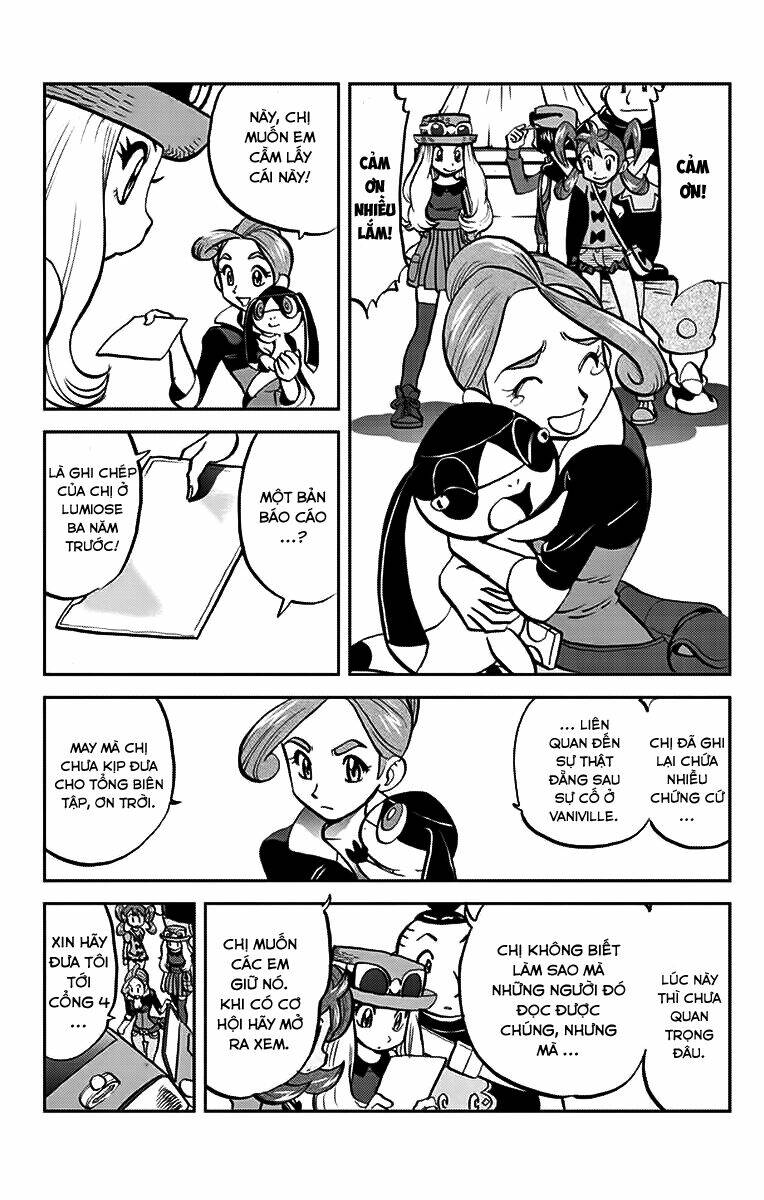 CẢM
ƠN!
CẢM
ƠN
NHIỀU
LẮM!
NÀY, CHỊ
MUỐN EM
CẦM LẤY
CÁI NÀY!
MỘT BẢN
BÁO CÁO
...?
LÀ GHI CHÉP
CỦA CHỊ Ở
LUMIOSE
BA NĂM
TRƯỚC!
CHỊ ĐÃ GHI
LẠI CHỨA
NHIỀU
CHỨNG CỨ
...
... LIÊN
QUAN ĐẾN
SỰ THẬT
ĐẰNG SAU
SỰ CỐ Ở
VANIVILLE.
MAY MÀ CHỊ
CHƯA KỊP ĐƯA
CHO TỔNG BIÊN
TẬP, ƠN TRỜI.
LÚC NÀY
THÌ CHƯA
QUAN
TRỌNG
ĐÂU.
CHỊ KHÔNG BIẾT
LÀM SAO MÀ
NHỮNG NGƯỜI ĐÓ
ĐỌC ĐƯỢC
CHÚNG, NHƯNG
MÀ ...
CHỊ MUỐN
CÁC EM
GIỮ NÓ.
KHI CÓ CƠ
HỘI HÃY MỞ
RA XEM.
XIN HÃY
ĐƯA TÔI
TỚI
CỔNG 4
...